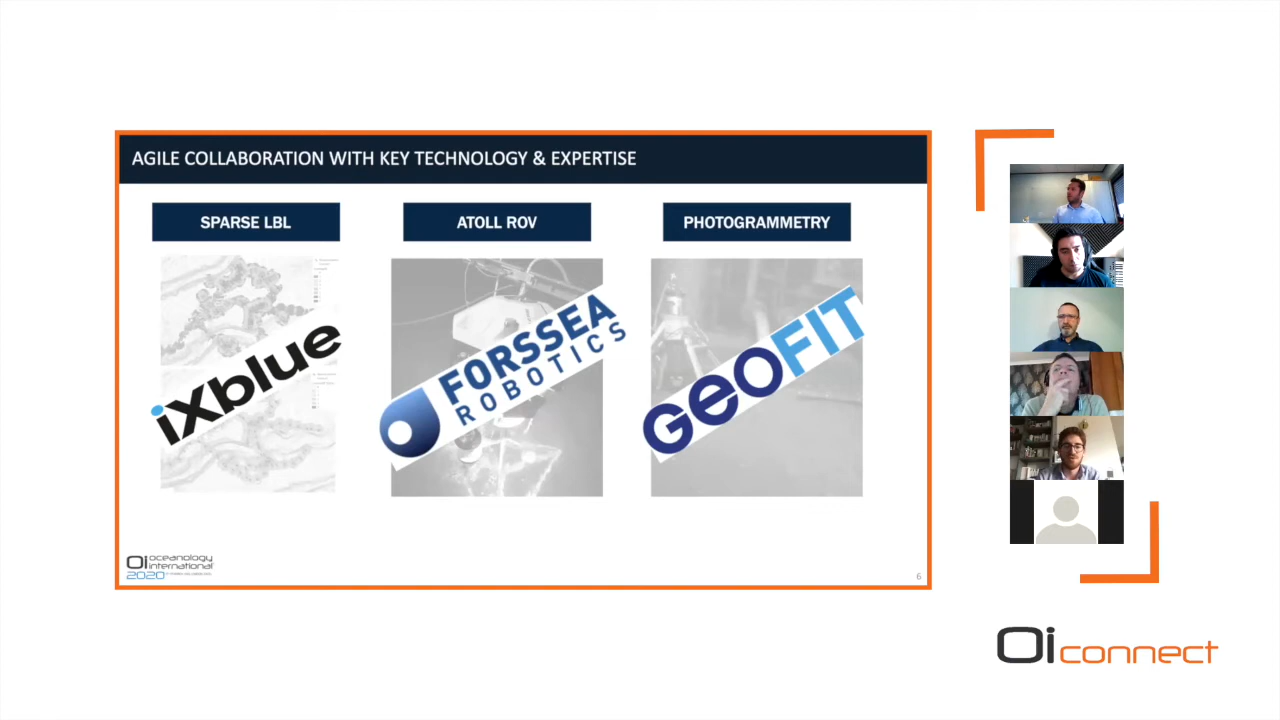 AGILE COLLABORATION WITH KEY TECHNOLOGY & EXPERTISE
SPARSE LBL
ATOLL ROV
PHOTOGRAMMETRY
iXblue
FORSSEA
ROBOTICS
GEOFIT
Oi oceanology
international
2020
6
Oi connect